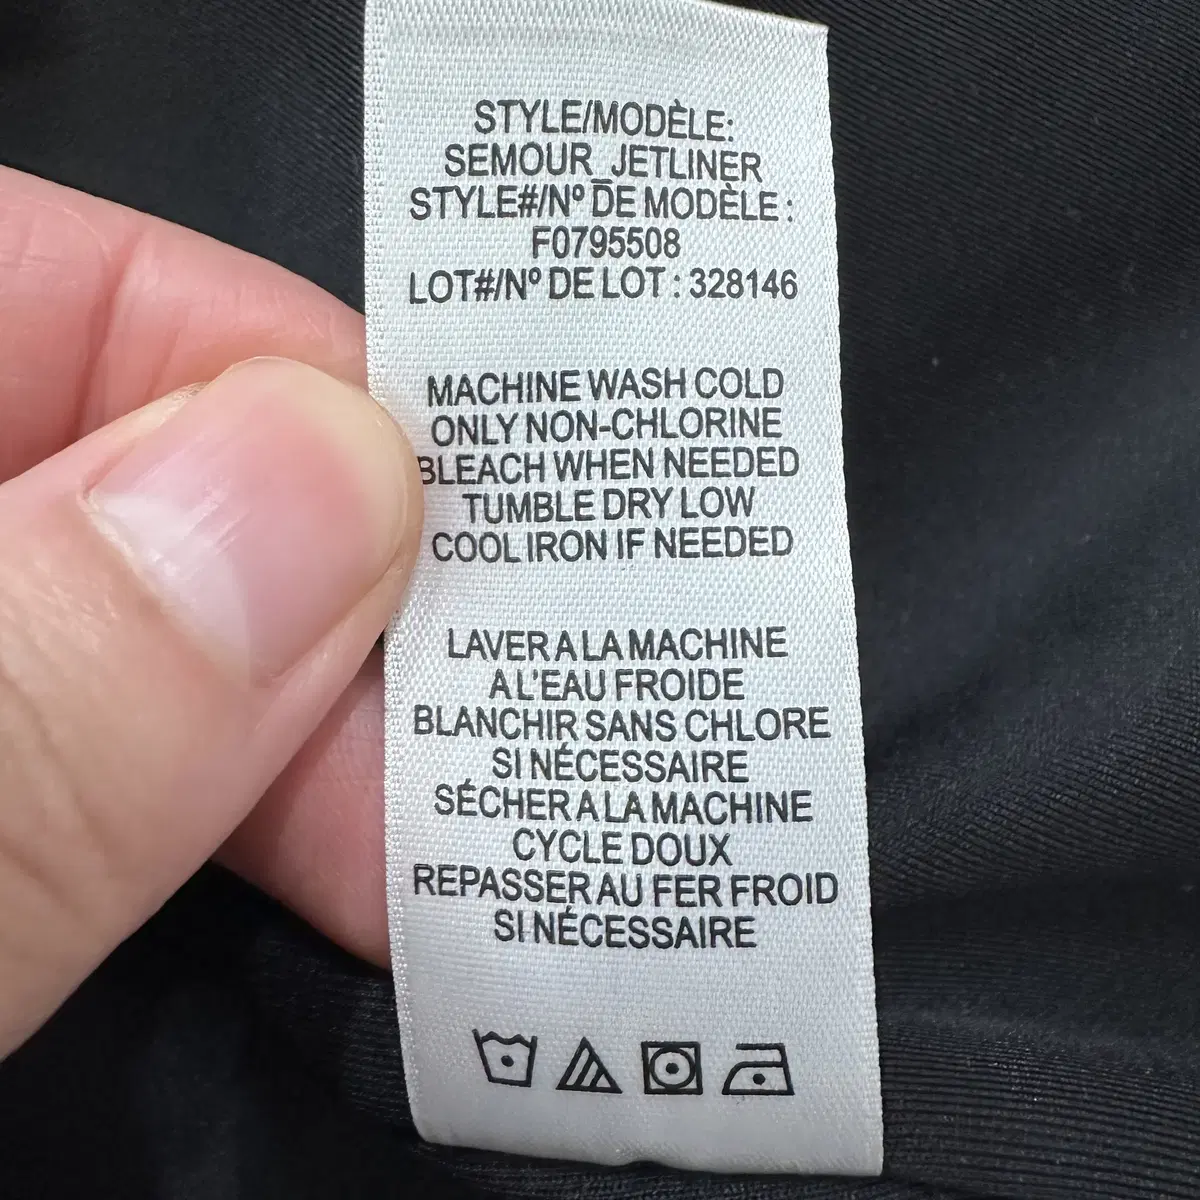 STYLE/MODÈLE:
SEMOUR_JETLINER
STYLE#/Nº DE MODÈLE :
F0795508
LOT#/Nº DE LOT : 328146
MACHINE WASH COLD
ONLY NON-CHLORINE
BLEACH WHEN NEEDED
TUMBLE DRY LOW
COOL IRON IF NEEDED
LAVER A LA MACHINE
A L'EAU FROIDE
BLANCHIR SANS CHLORE
SI NÉCESSAIRE
SÉCHER A LA MACHINE
CYCLE DOUX
REPASSER AU FER FROID
SI NÉCESSAIRE